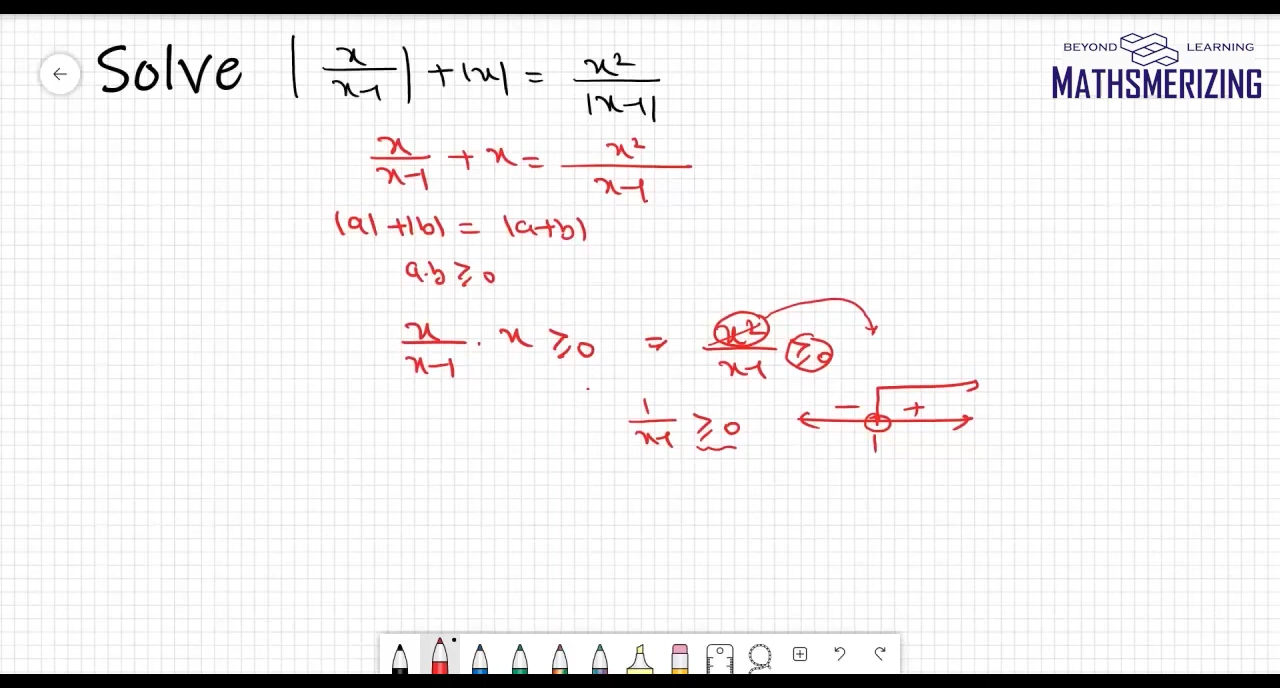 Solve |x/(x-1)| + |x| = x²/|x-1|
BEYOND LEARNING
MATHSMERIZING
x/(x-1) + x = x²/(x-1)
|a| + |b| = |a+b|
a.b ≥ 0
x/(x-1) · x ≥ 0 = x²/(x-1) ≥ 0
1/(x-1) ≥ 0
− +
1